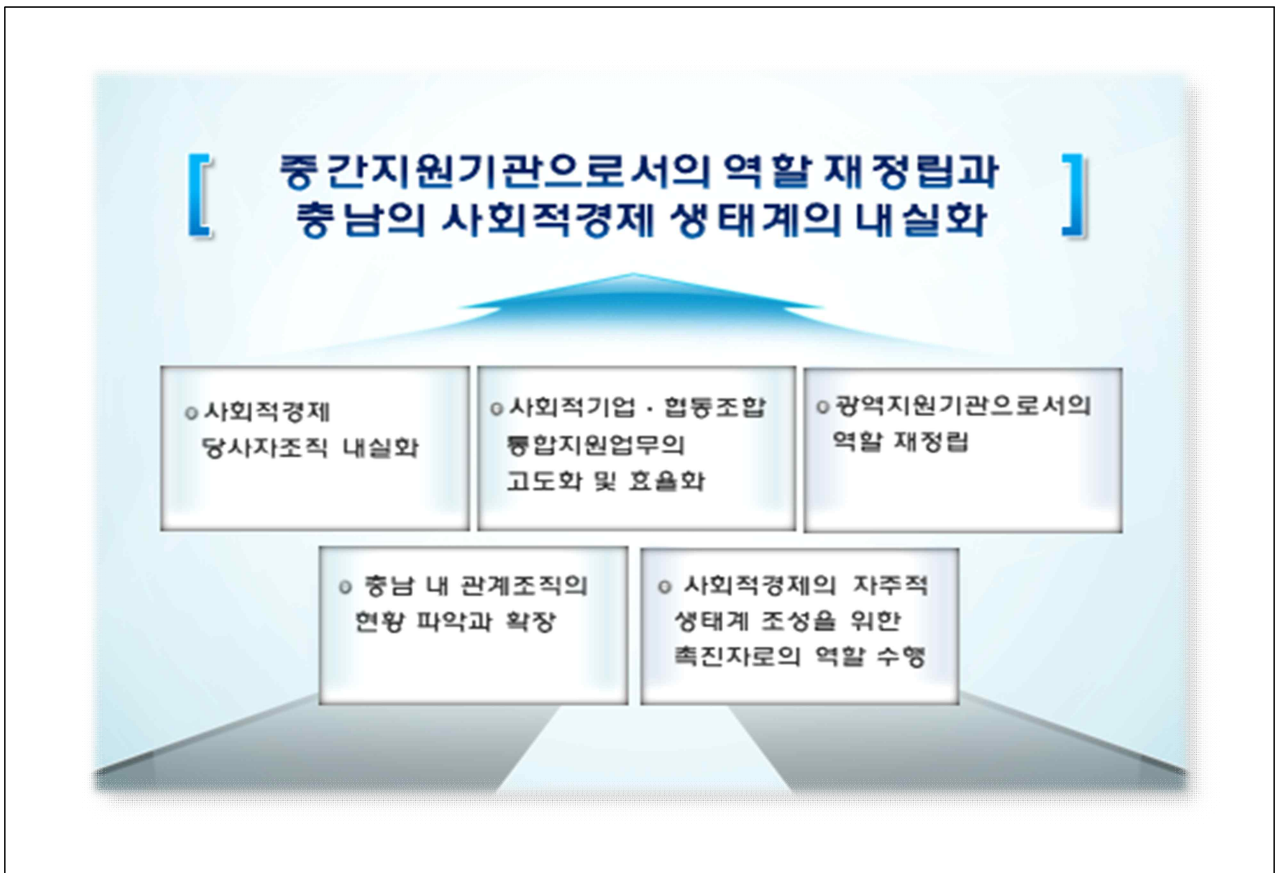 중간지원기관으로서의 역할 재정립과
충남의 사회적경제 생태계의 내실화
사회적경제
당사자조직 내실화
사회적기업 · 협동조합
통합지원업무의
고도화 및 효율화
광역지원기관으로서의
역할 재정립
충남 내 관계조직의
현황 파악과 확장
사회적경제의 자주적
생태계 조성을 위한
촉진자로의 역할 수행